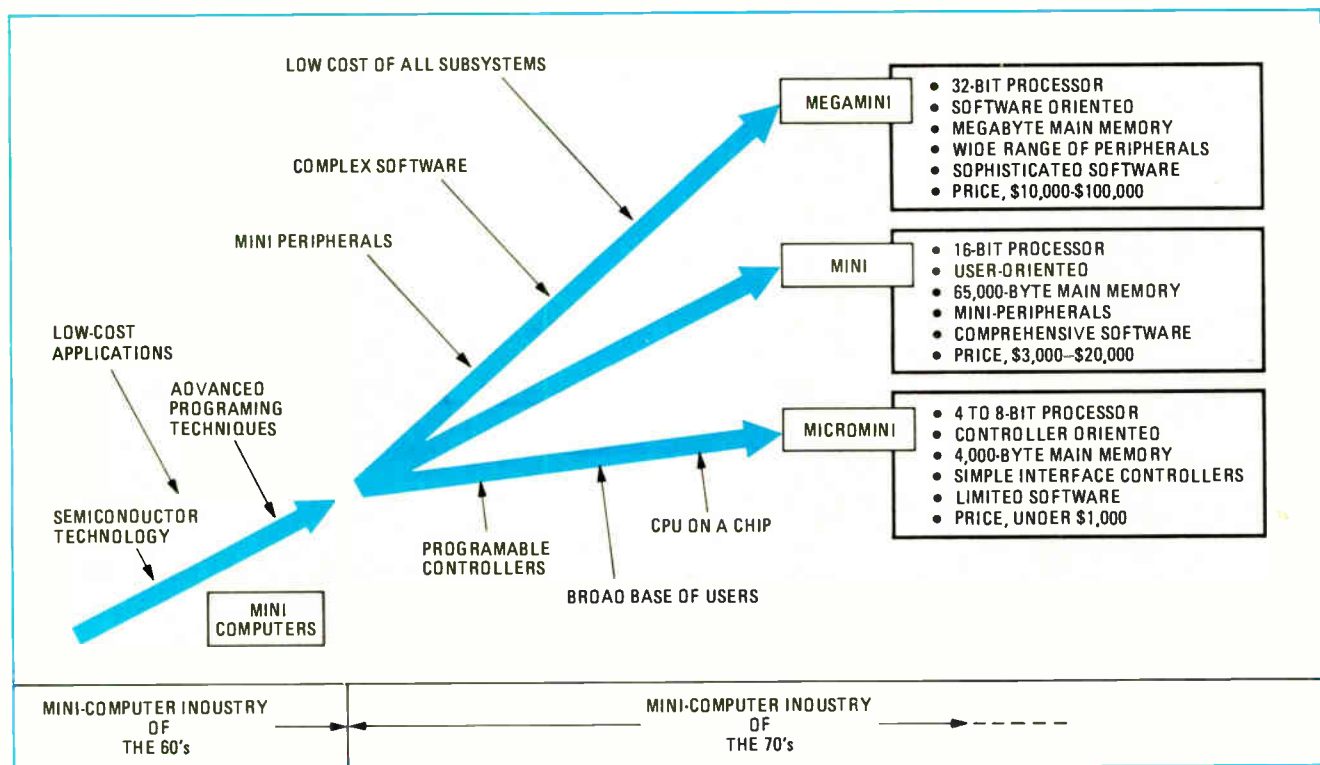 LOW COST OF ALL SUBSYSTEMS
COMPLEX SOFTWARE
MINI PERIPHERALS
LOW-COST
APPLICATIONS
ADVANCED
PROGRAMING
TECHNIQUES
SEMICONDUCTOR
TECHNOLOGY
MINI
COMPUTERS
PROGRAMABLE
CONTROLLERS
BROAD BASE OF USERS
CPU ON A CHIP
MEGAMINI
• 32-BIT PROCESSOR
• SOFTWARE ORIENTED
• MEGABYTE MAIN MEMORY
• WIDE RANGE OF PERIPHERALS
• SOPHISTICATED SOFTWARE
• PRICE, $10,000-$100,000
MINI
• 16-BIT PROCESSOR
• USER-ORIENTED
• 65,000-BYTE MAIN MEMORY
• MINI-PERIPHERALS
• COMPREHENSIVE SOFTWARE
• PRICE, $3,000–$20,000
MICROMINI
• 4 TO 8-BIT PROCESSOR
• CONTROLLER ORIENTED
• 4,000-BYTE MAIN MEMORY
• SIMPLE INTERFACE CONTROLLERS
• LIMITED SOFTWARE
• PRICE, UNDER $1,000
MINI-COMPUTER INDUSTRY
OF
THE 60's
MINI-COMPUTER INDUSTRY
OF
THE 70's